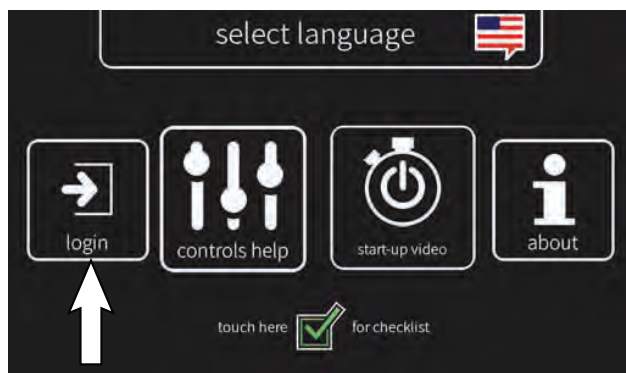 select language
login
controls help
start-up video
about
touch here for checklist